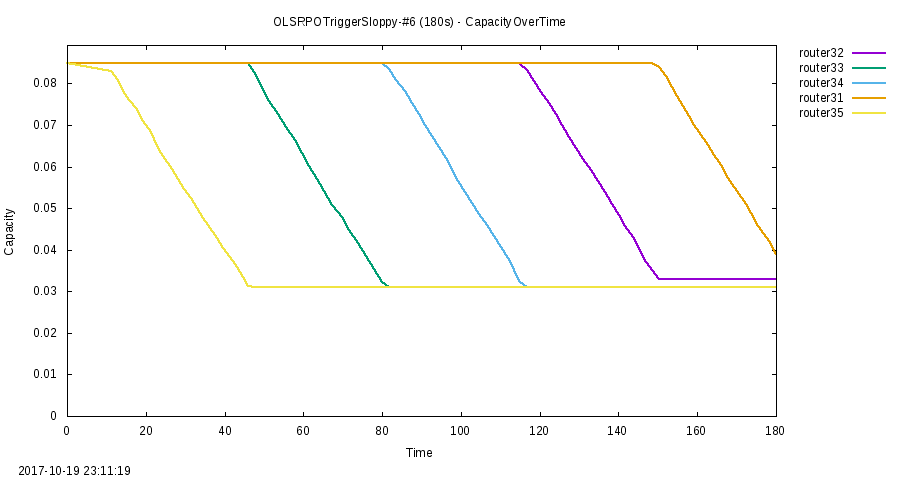 OLSRPOTriggerSloppy-#6 (180s) - CapacityOverTime
router32
router33
router34
router31
router35
0.08
0.07
0.06
0.05
0.04
0.03
0.02
0.01
0
Capacity
0 20 40 60 80 100 120 140 160 180
Time
2017-10-19 23:11:19